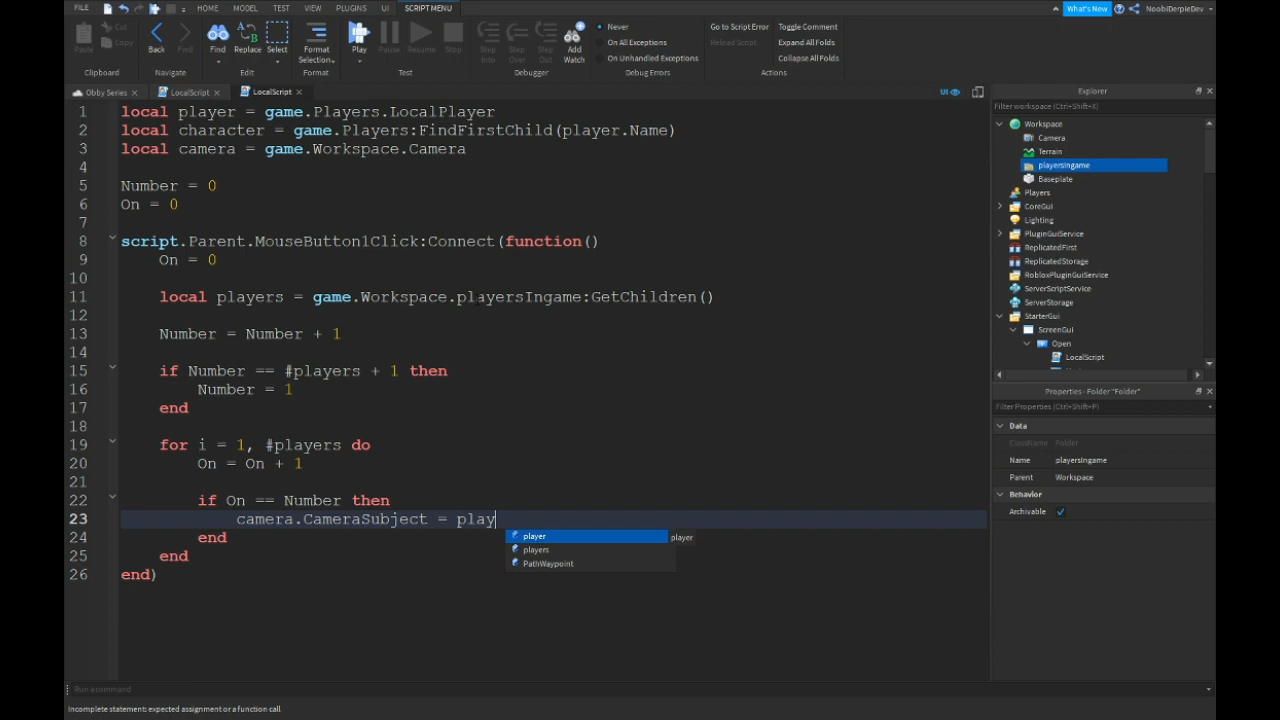 FILE HOME MODEL TEST VIEW PLUGINS UI SCRIPT MENU What's New NoobiDerpieDev
Paste Cut Copy Back Find Find Replace Select Format Selection Play Pause Resume Stop Step Into Step Over Step Out Add Watch
Never
On All Exceptions
On Unhandled Exceptions
Go to Script Error
Reload Script
Toggle Comment
Expand All Folds
Collapse All Folds
Clipboard Navigate Edit Format Test Debugger Debug Errors Actions
Obby Series LocalScript LocalScript UI
1 local player = game.Players.LocalPlayer
2 local character = game.Players:FindFirstChild(player.Name)
3 local camera = game.Workspace.Camera
4
5 Number = 0
6 On = 0
7
8 script.Parent.MouseButton1Click:Connect(function()
9 On = 0
10
11 local players = game.Workspace.playersIngame:GetChildren()
12
13 Number = Number + 1
14
15 if Number == #players + 1 then
16 Number = 1
17 end
18
19 for i = 1, #players do
20 On = On + 1
21
22 if On == Number then
23 camera.CameraSubject = play
24 end
25 end
26 end)
player player
players
PathWaypoint
Explorer
Filter workspace (Ctrl+Shift+X)
Workspace
Camera
Terrain
playersIngame
Baseplate
Players
CoreGui
Lighting
PluginGuiService
ReplicatedFirst
ReplicatedStorage
RobloxPluginGuiService
ServerScriptService
ServerStorage
StarterGui
ScreenGui
Open
LocalScript
Properties - Folder "Folder"
Filter Properties (Ctrl+Shift+P)
Data
ClassName Folder
Name playersIngame
Parent Workspace
Behavior
Archivable
Run a command
Incomplete statement: expected assignment or a function call